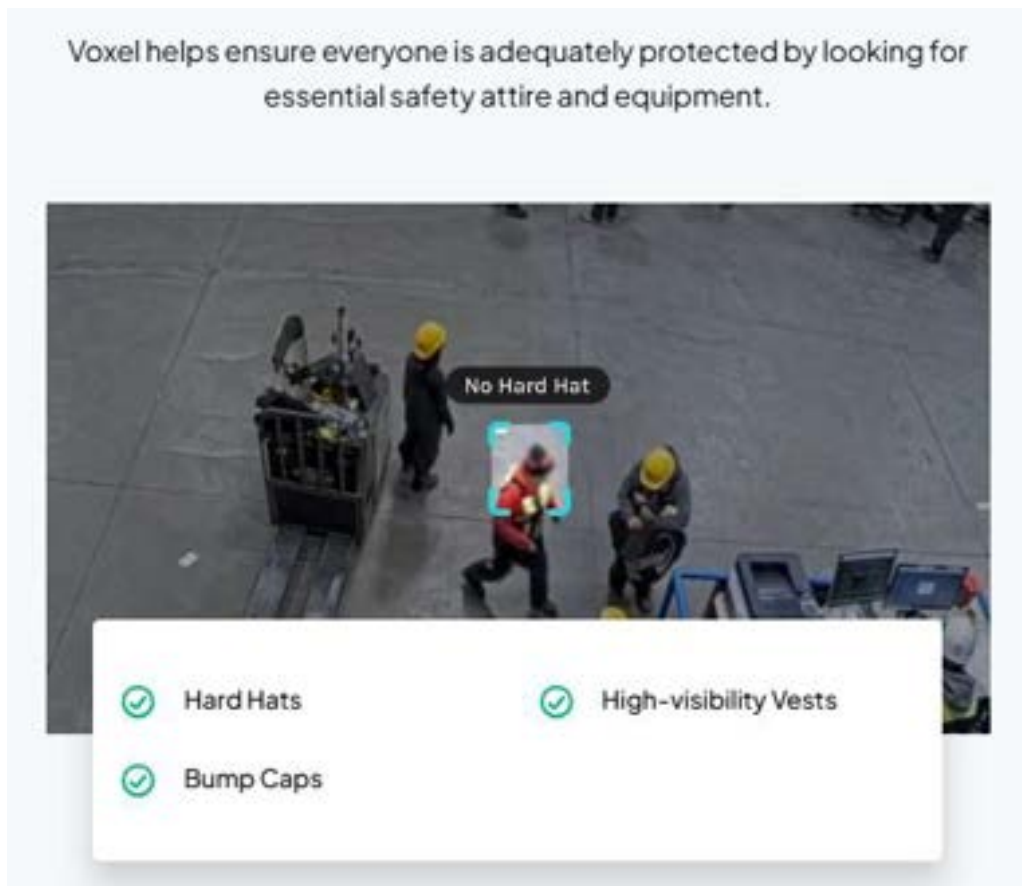 Voxel helps ensure everyone is adequately protected by looking for
essential safety attire and equipment.
No Hard Hat
Hard Hats
High-visibility Vests
Bump Caps